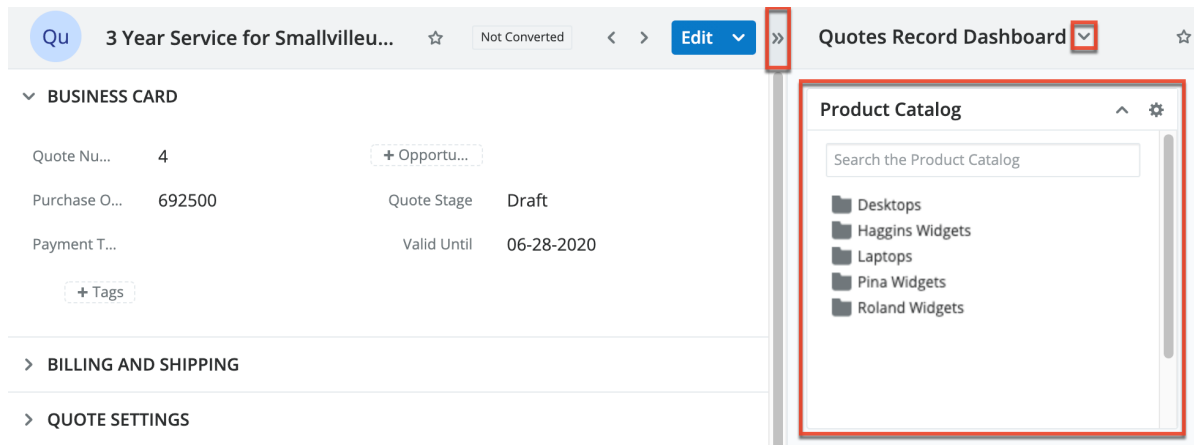 Qu 3 Year Service for Smallvilleu... Not Converted Edit
BUSINESS CARD
Quote Nu... 4 + Opportu...
Purchase O... 692500 Quote Stage Draft
Payment T... Valid Until 06-28-2020
+ Tags
BILLING AND SHIPPING
QUOTE SETTINGS
Quotes Record Dashboard
Product Catalog
Search the Product Catalog
Desktops
Haggins Widgets
Laptops
Pina Widgets
Roland Widgets